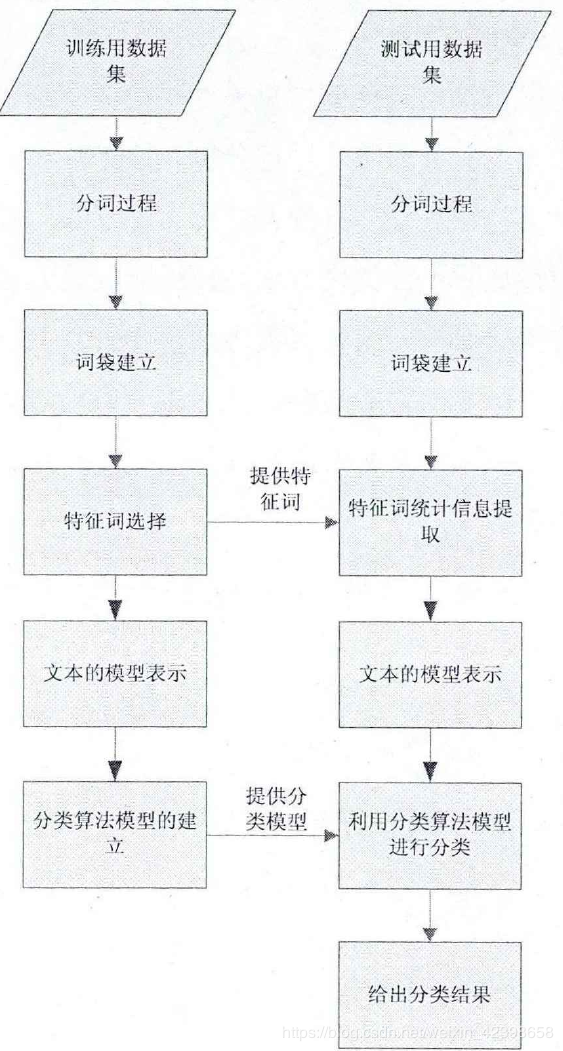 训练用数据
集
测试用数据
集
分词过程
分词过程
词袋建立
词袋建立
特征词选择
提供特
征词
特征词统计信息提
取
文本的模型表示
文本的模型表示
分类算法模型的建
立
提供分
类模型
利用分类算法模型
进行分类
给出分类结果
https://blog.csdn.net/weixin_42398658